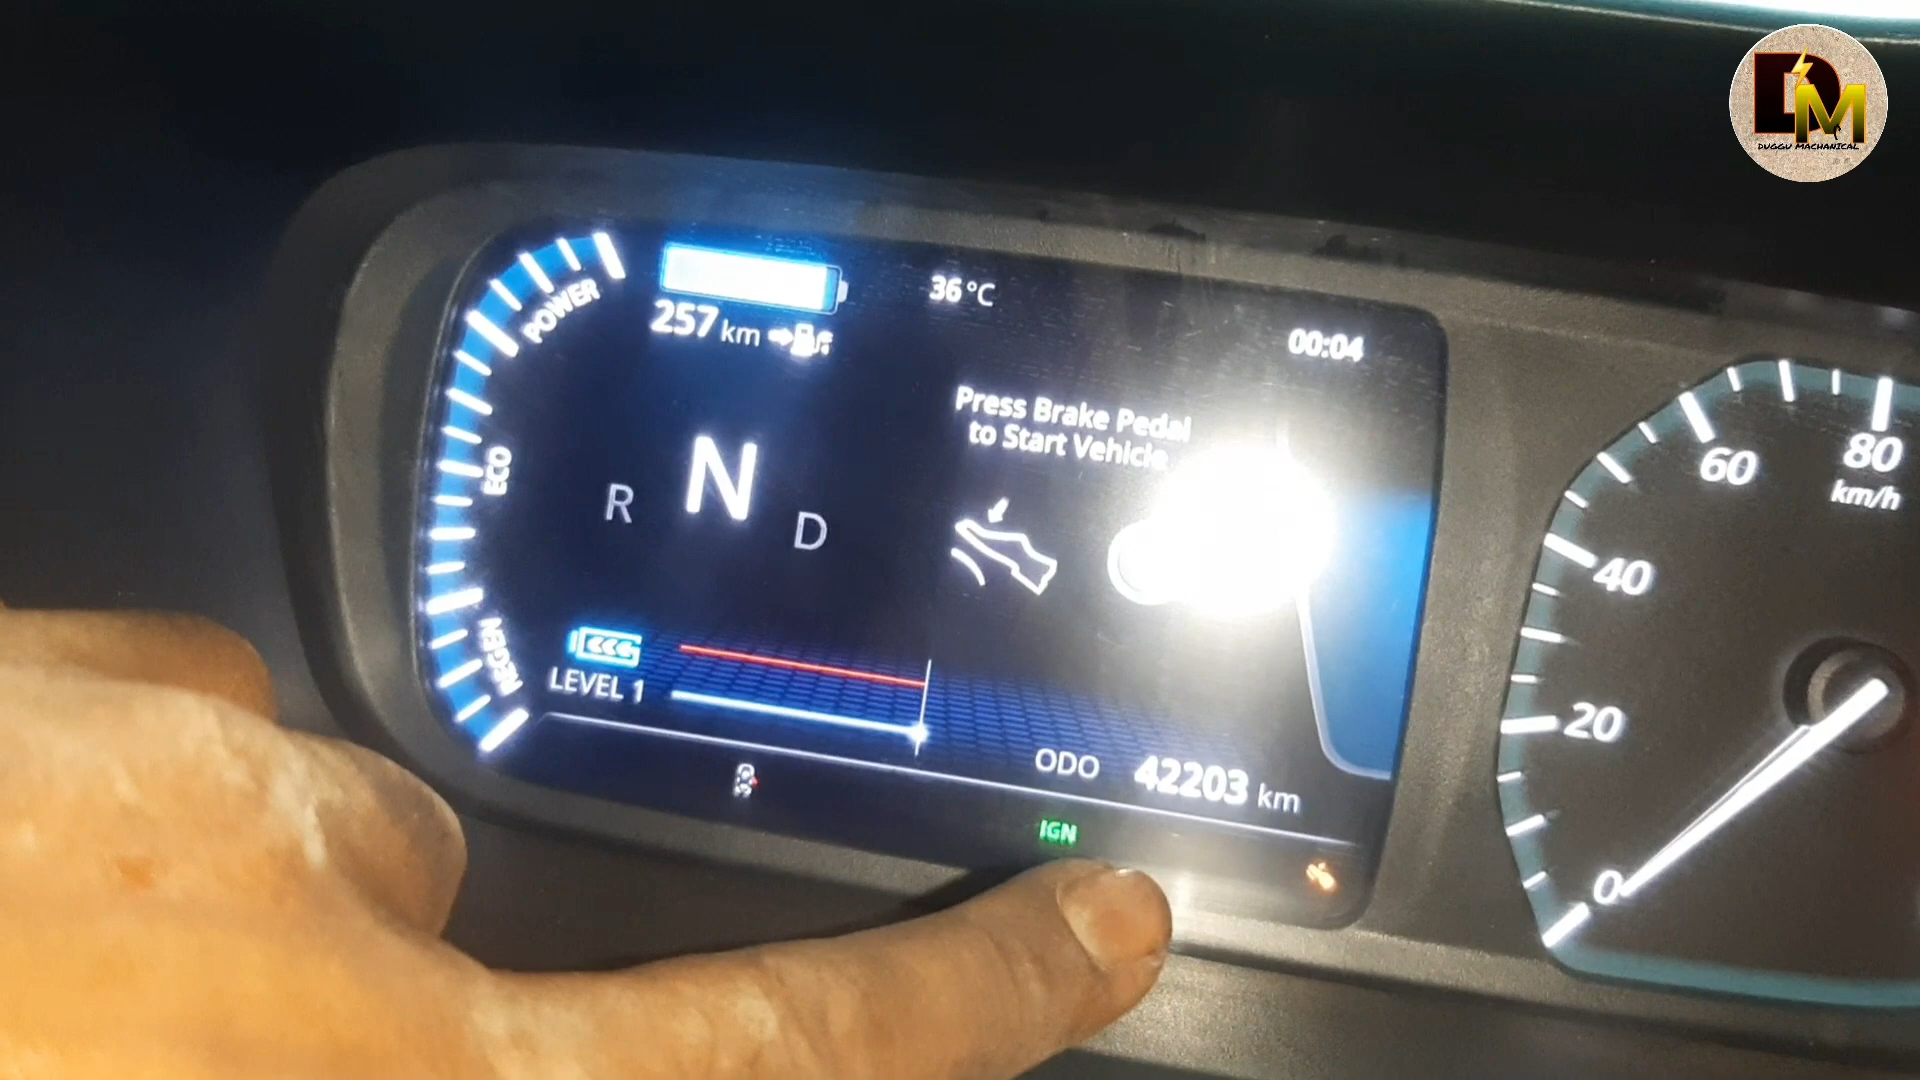 DM
DUGGU MACHANICAL
POWER
ECO
REGEN
257 km
36 °C
00:04
Press Brake Pedal
to Start Vehicle
R
N
D
LEVEL 1
ODO 42203 km
IGN
80
60
km/h
40
20
0